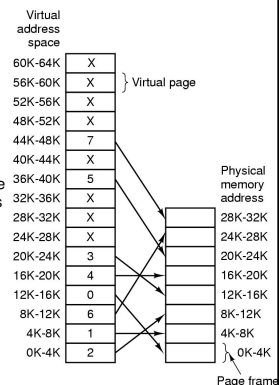 Virtual
address
space
60K-64K X
56K-60K X } Virtual page
52K-56K X
48K-52K X
44K-48K 7
40K-44K X
36K-40K 5
32K-36K X
28K-32K X
24K-28K X
20K-24K 3
16K-20K 4
12K-16K 0
8K-12K 6
4K-8K 1
0K-4K 2
Physical
memory
address
28K-32K
24K-28K
20K-24K
16K-20K
12K-16K
8K-12K
4K-8K
} 0K-4K
Page frame